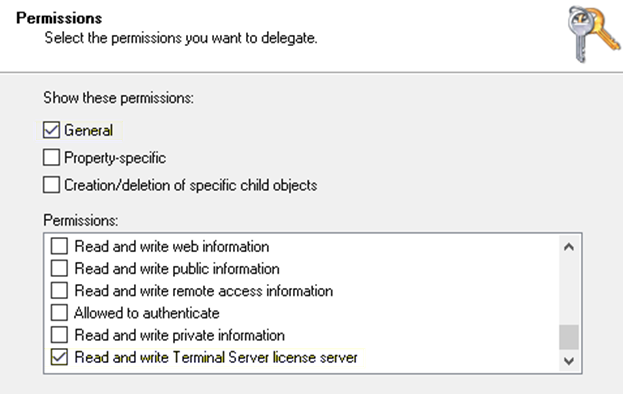 Permissions
Select the permissions you want to delegate.
Show these permissions:
General
Property-specific
Creation/deletion of specific child objects
Permissions:
Read and write web information
Read and write public information
Read and write remote access information
Allowed to authenticate
Read and write private information
Read and write Terminal Server license server